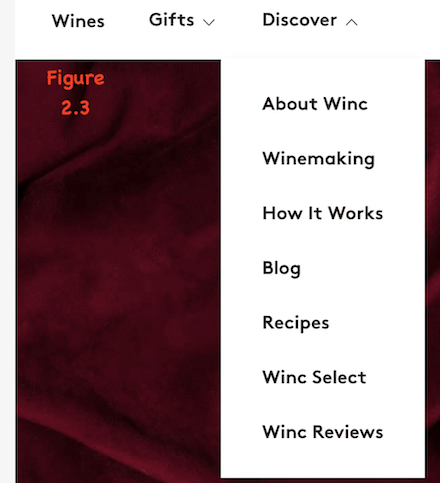 Wines
Gifts
Discover
Figure
2.3
About Winc
Winemaking
How It Works
Blog
Recipes
Winc Select
Winc Reviews